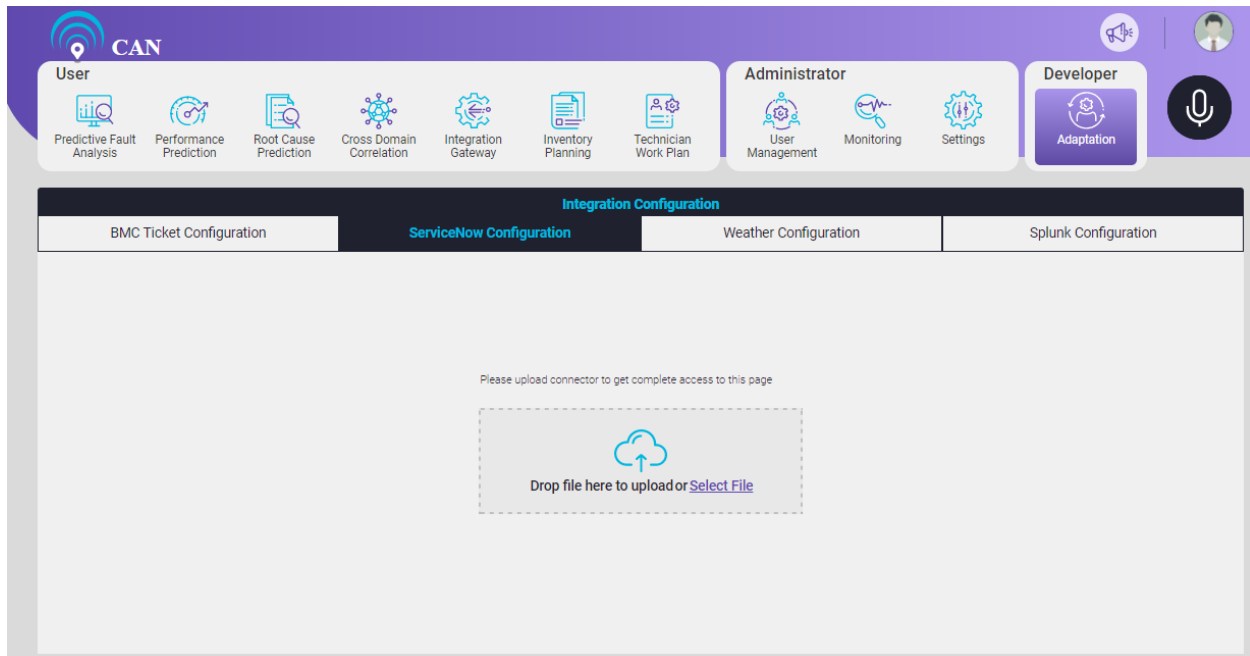 CAN
User
Administrator
Developer
Predictive Fault
Analysis
Performance
Prediction
Root Cause
Prediction
Cross Domain
Correlation
Integration
Gateway
Inventory
Planning
Technician
Work Plan
User
Management
Monitoring
Settings
Adaptation
Integration Configuration
BMC Ticket Configuration
ServiceNow Configuration
Weather Configuration
Splunk Configuration
Please upload connector to get complete access to this page
Drop file here to upload or Select File